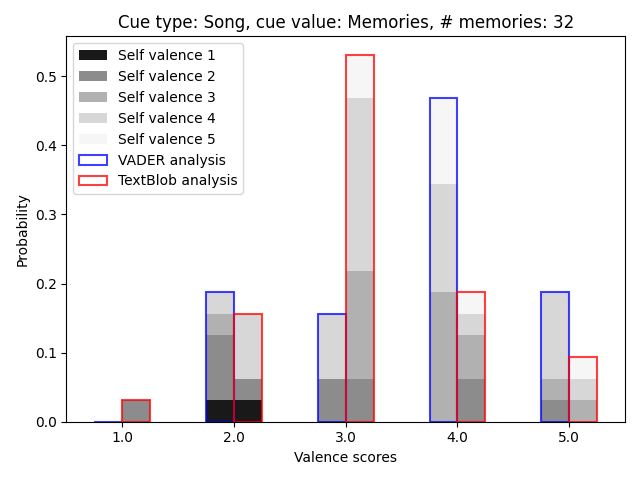 Cue type: Song, cue value: Memories, # memories: 32
Self valence 1
Self valence 2
Self valence 3
Self valence 4
Self valence 5
VADER analysis
TextBlob analysis
Probability
0.5
0.4
0.3
0.2
0.1
0.0
1.0 2.0 3.0 4.0 5.0
Valence scores